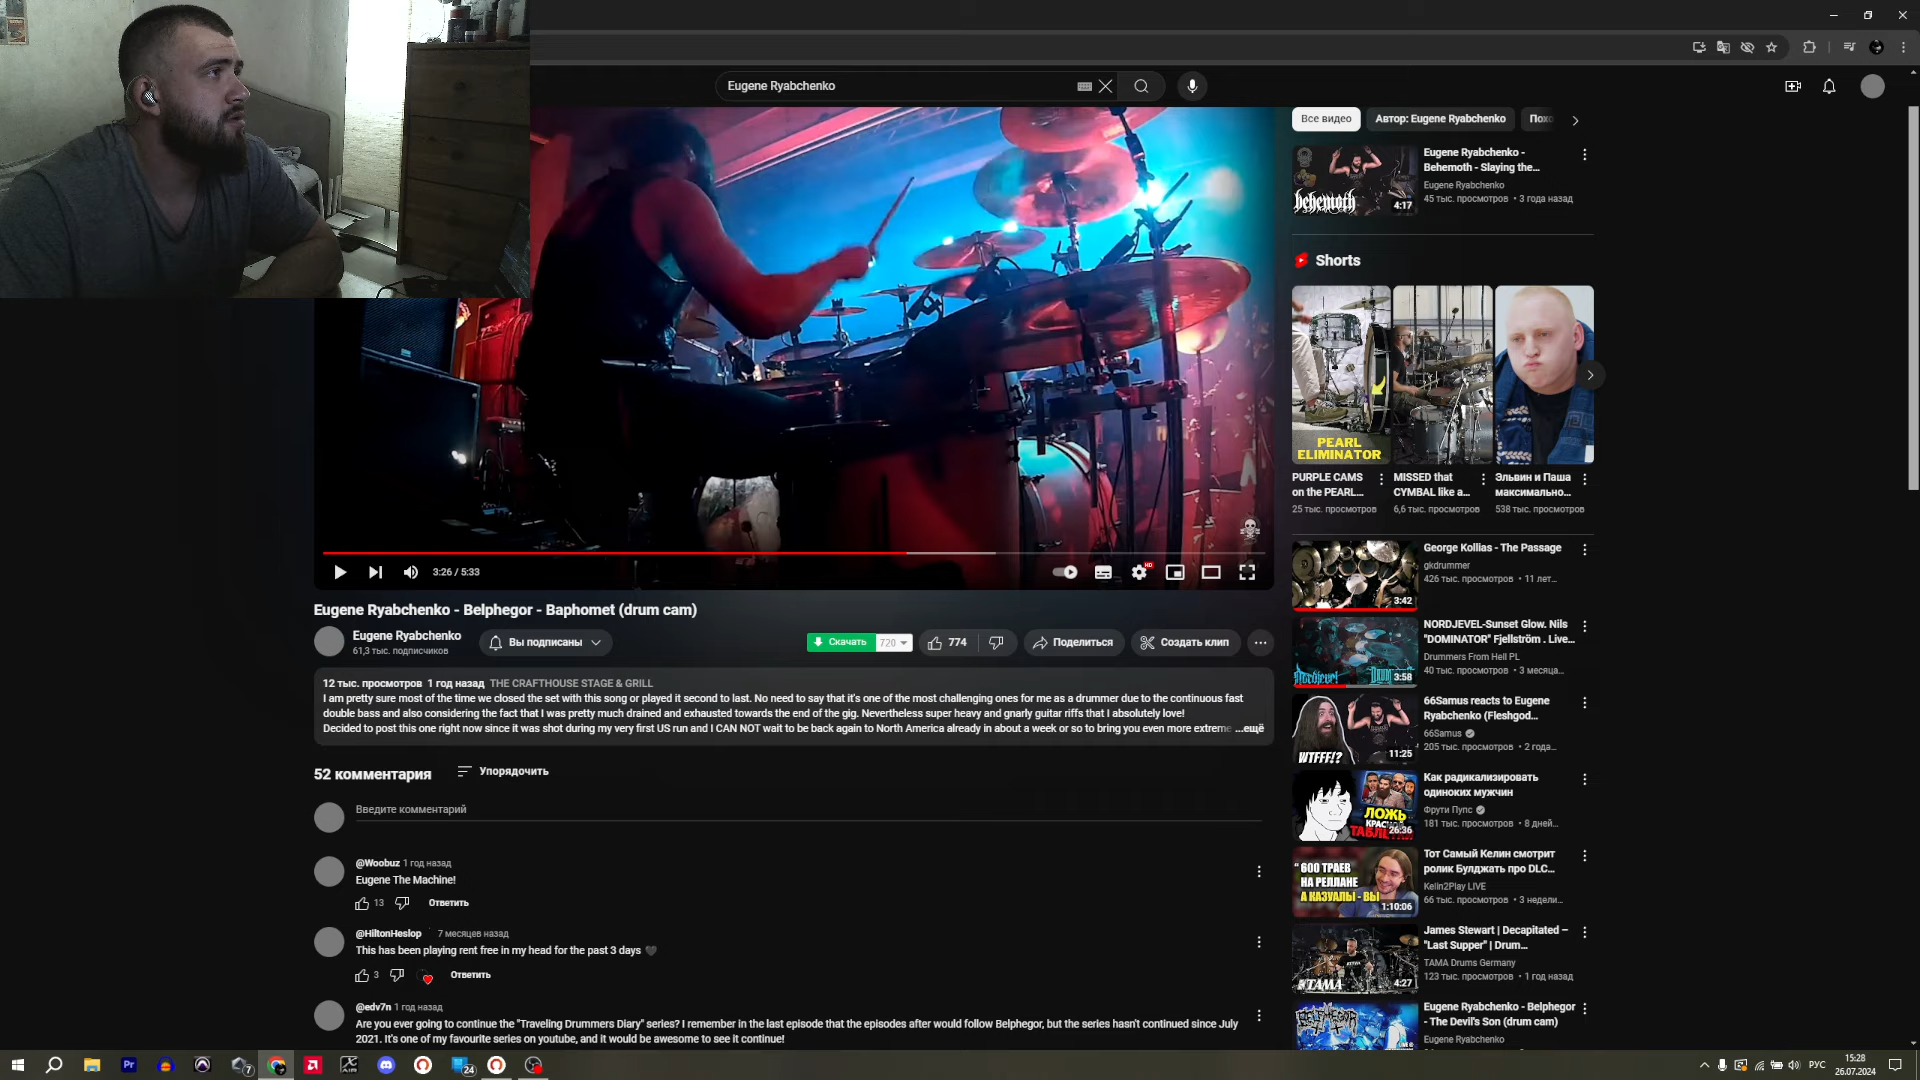 Eugene Ryabchenko
Все видео
Автор: Eugene Ryabchenko
Похо
Eugene Ryabchenko -
Behemoth - Slaying the...
Eugene Ryabchenko
45 тыс. просмотров • 3 года назад
behemoth
4:17
Shorts
PEARL
ELIMINATOR
PURPLE CAMS
on the PEARL...
25 тыс. просмотров
MISSED that
CYMBAL like a...
6,6 тыс. просмотров
Эльвин и Паша
максимально...
538 тыс. просмотров
3:26 / 5:33
HD
George Kollias - The Passage
gkdrummer
426 тыс. просмотров • 11 лет...
3:42
Eugene Ryabchenko - Belphegor - Baphomet (drum cam)
Eugene Ryabchenko
61,3 тыс. подписчиков
Вы подписаны
Скачать
720
774
Поделиться
Создать клип
NORDJEVEL-Sunset Glow. Nils
"DOMINATOR" Fjellström . Live...
Drummers From Hell PL
40 тыс. просмотров • 3 месяца...
3:58
12 тыс. просмотров 1 год назад THE CRAFTHOUSE STAGE & GRILL
I am pretty sure most of the time we closed the set with this song or played it second to last. No need to say that it's one of the most challenging ones for me as a drummer due to the continuous fast
double bass and also considering the fact that I was pretty much drained and exhausted towards the end of the gig. Nevertheless super heavy and gnarly guitar riffs that I absolutely love!
Decided to post this one right now since it was shot during my very first US run and I CAN NOT wait to be back again to North America already in about a week or so to bring you even more extreme ...ещё
66Samus reacts to Eugene
Ryabchenko (Fleshgod...
66Samus
205 тыс. просмотров • 2 года...
WTFFF!?
11:25
52 комментария
Упорядочить
Введите комментарий
Как радикализировать
одиноких мужчин
Фрути Пупс
181 тыс. просмотров • 8 дней...
ЛОЖЬ
26:36
@Woobuz 1 год назад
Eugene The Machine!
13
Ответить
Тот Самый Келин смотрит
ролик Булджать про DLC...
Kelin2Play LIVE
66 тыс. просмотров • 3 недели...
“ 600 ТРАЕВ
НА РЕЛЛАНЕ
А КАЗУАЛЫ - ВЫ
1:10:06
@HiltonHeslop 7 месяцев назад
This has been playing rent free in my head for the past 3 days 🖤
3
Ответить
James Stewart | Decapitated –
"Last Supper" | Drum...
TAMA Drums Germany
123 тыс. просмотров • 1 год назад
TAMA
4:27
@edv7n 1 год назад
Are you ever going to continue the "Traveling Drummers Diary" series? I remember in the last episode that the episodes after would follow Belphegor, but the series hasn't continued since July
2021. It's one of my favourite series on youtube, and it would be awesome to see it continue!
Eugene Ryabchenko - Belphegor
- The Devil's Son (drum cam)
Eugene Ryabchenko
BELPHEGOR
Pr
7
24
РУС
15:28
26.07.2024